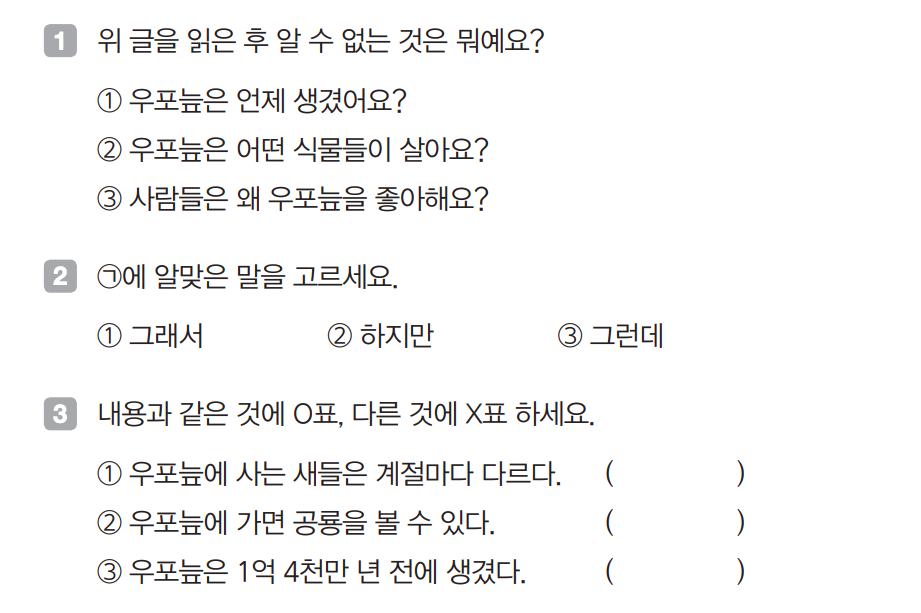 1 위 글을 읽은 후 알 수 없는 것은 뭐예요?
① 우포늪은 언제 생겼어요?
② 우포늪은 어떤 식물들이 살아요?
③ 사람들은 왜 우포늪을 좋아해요?
2 ㉠에 알맞은 말을 고르세요.
① 그래서 ② 하지만 ③ 그런데
3 내용과 같은 것에 O표, 다른 것에 X표 하세요.
① 우포늪에 사는 새들은 계절마다 다르다. ( )
② 우포늪에 가면 공룡을 볼 수 있다. ( )
③ 우포늪은 1억 4천만 년 전에 생겼다. ( )